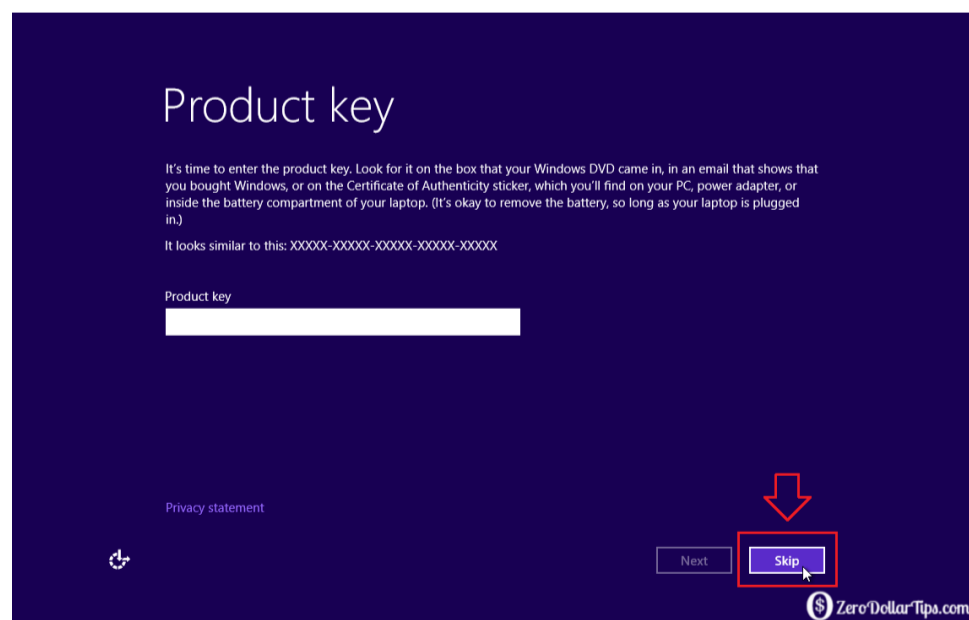 Product key
It's time to enter the product key. Look for it on the box that your Windows DVD came in, in an email that shows that
you bought Windows, or on the Certificate of Authenticity sticker, which you'll find on your PC, power adapter, or
inside the battery compartment of your laptop. (It's okay to remove the battery, so long as your laptop is plugged
in.)
It looks similar to this: XXXXX-XXXXX-XXXXX-XXXXX-XXXXX
Product key
Privacy statement
Next
Skip
$ ZeroDollarTips.com